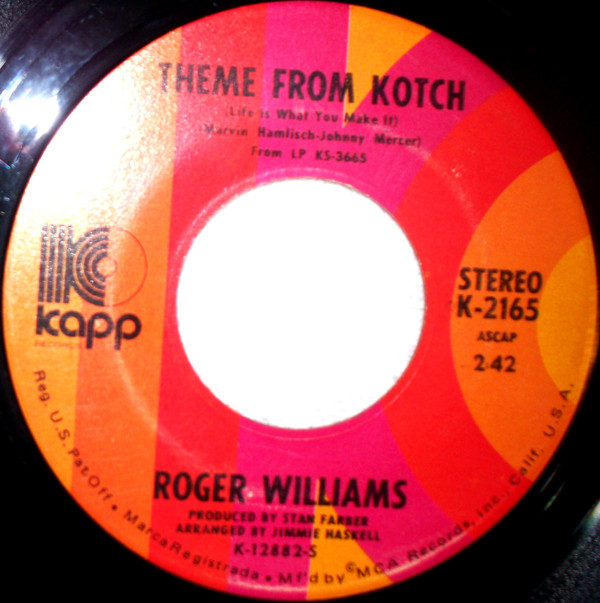 THEME FROM KOTCH
(Life Is What You Make It)
(Marvin Hamlisch-Johnny Mercer)
From LP KS-3665
K
kapp
STEREO
K-2165
ASCAP
2:42
ROGER WILLIAMS
PRODUCED BY STAN FARBER
ARRANGED BY JIMMIE HASKELL
K-12882-S
Reg. U.S. Pat. Off. • Marca Registrada • Mf'd by ©MCA Records, Inc., Calif. U.S.A.